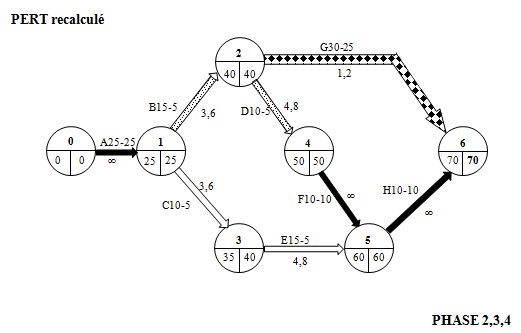 PERT recalculé
2
40 40
G30-25
1,2
B15-5
3,6
D10-5
4,8
0
0 0
A25-25
∞
1
25 25
4
50 50
6
70 70
3,6
C10-5
F10-10
∞
H10-10
∞
3
35 40
E15-5
4,8
5
60 60
PHASE 2,3,4